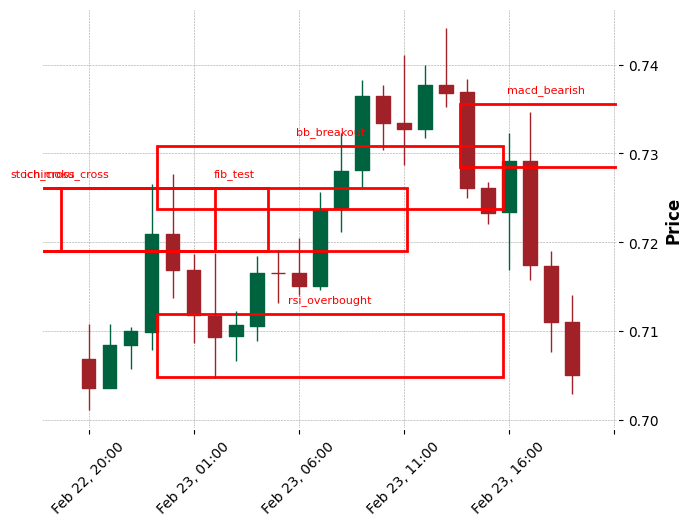 0.74
macd_bearish
bb_breakout
0.73
fib_test
0.72
Price
rsi_overbought
0.71
0.70
Feb 22, 20:00
Feb 23, 01:00
Feb 23, 06:00
Feb 23, 11:00
Feb 23, 16:00